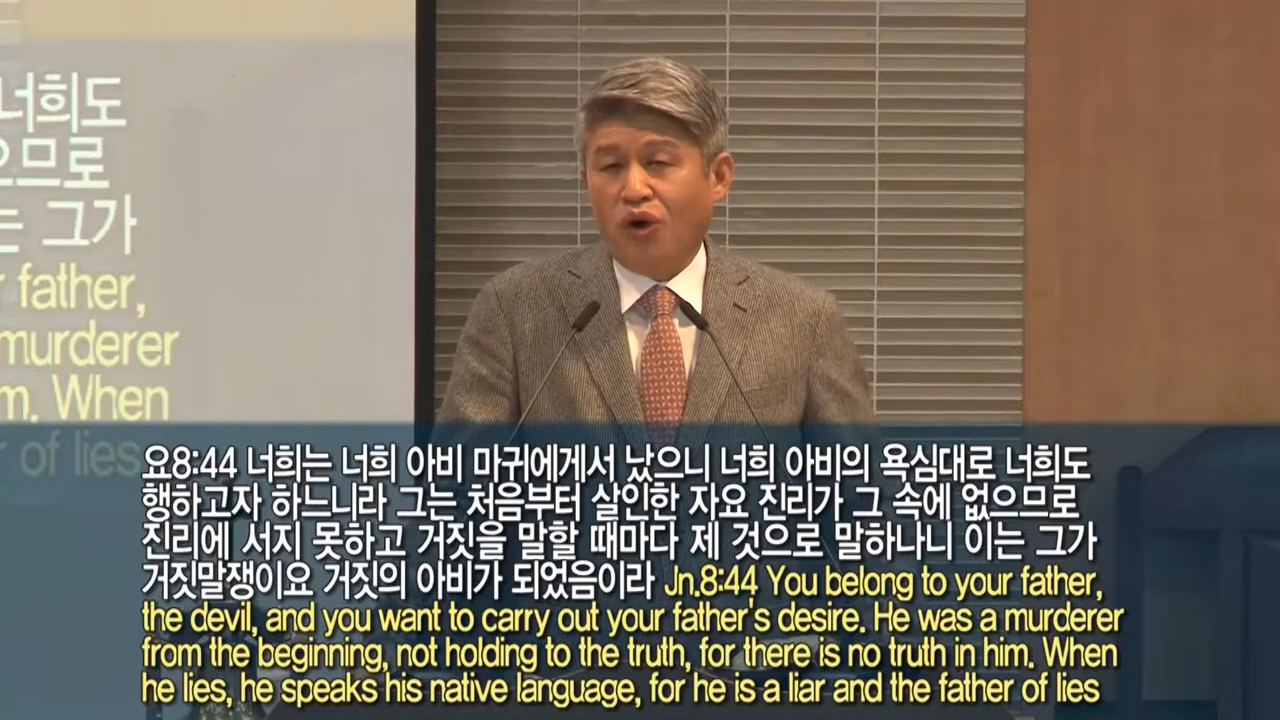 너희도
으므로
는 그가
r father,
murderer
m. When
r of lies
요8:44 너희는 너희 아비 마귀에게서 났으니 너희 아비의 욕심대로 너희도
행하고자 하느니라 그는 처음부터 살인한 자요 진리가 그 속에 없으므로
진리에 서지 못하고 거짓을 말할 때마다 제 것으로 말하나니 이는 그가
거짓말쟁이요 거짓의 아비가 되었음이라 Jn.8:44 You belong to your father,
the devil, and you want to carry out your father's desire. He was a murderer
from the beginning, not holding to the truth, for there is no truth in him. When
he lies, he speaks his native language, for he is a liar and the father of lies